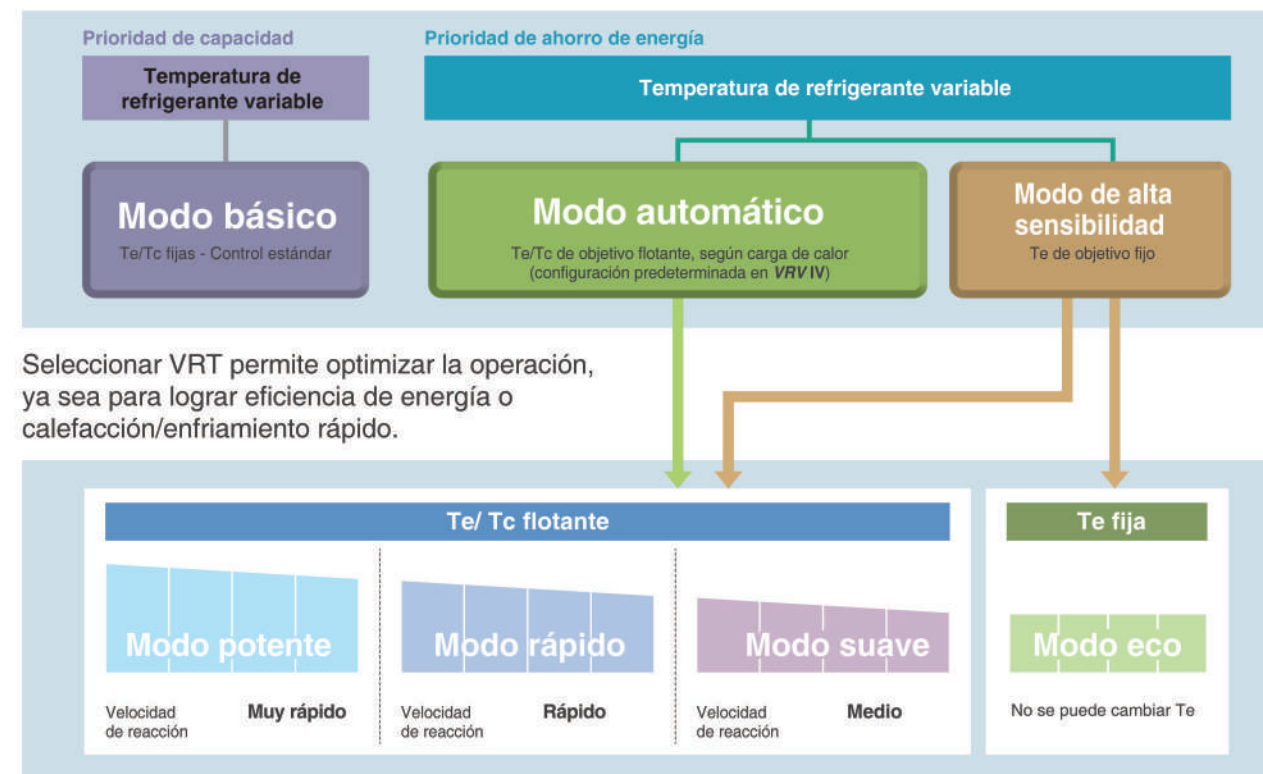 Prioridad de capacidad
Temperatura de
refrigerante variable
Modo básico
Te/Tc fijas - Control estándar
Prioridad de ahorro de energía
Temperatura de refrigerante variable
Modo automático
Te/Tc de objetivo flotante, según carga de calor
(configuración predeterminada en VRV IV)
Modo de alta
sensibilidad
Te de objetivo fijo
Seleccionar VRT permite optimizar la operación,
ya sea para lograr eficiencia de energía o
calefacción/enfriamiento rápido.
Te/ Tc flotante
Modo potente
Velocidad
de reacción
Muy rápido
Modo rápido
Velocidad
de reacción
Rápido
Modo suave
Velocidad
de reacción
Medio
Te fija
Modo eco
No se puede cambiar Te